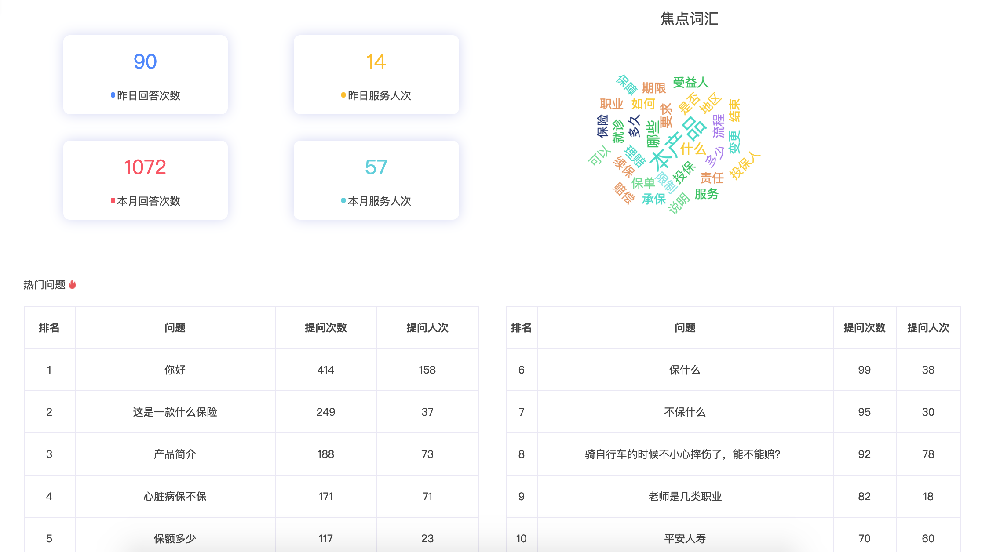 焦点词汇
90
昨日回答次数
14
昨日服务人次
1072
本月回答次数
57
本月服务人次
保障
期限
受益人
职业
如何
要求
是否
地区
结束
保险
就诊
多久
哪些
本产品
流程
变更
什么
多少
可以
理赔
续保
投保人
投保
限制
保单
责任
赔偿
承保
说明
服务
热门问题
排名 问题 提问次数 提问人次
1 你好 414 158
2 这是一款什么保险 249 37
3 产品简介 188 73
4 心脏病保不保 171 71
5 保额多少 117 23
排名 问题 提问次数 提问人次
6 保什么 99 38
7 不保什么 95 30
8 骑自行车的时候不小心摔伤了，能不能赔? 92 78
9 老师是几类职业 82 18
10 平安人寿 70 60